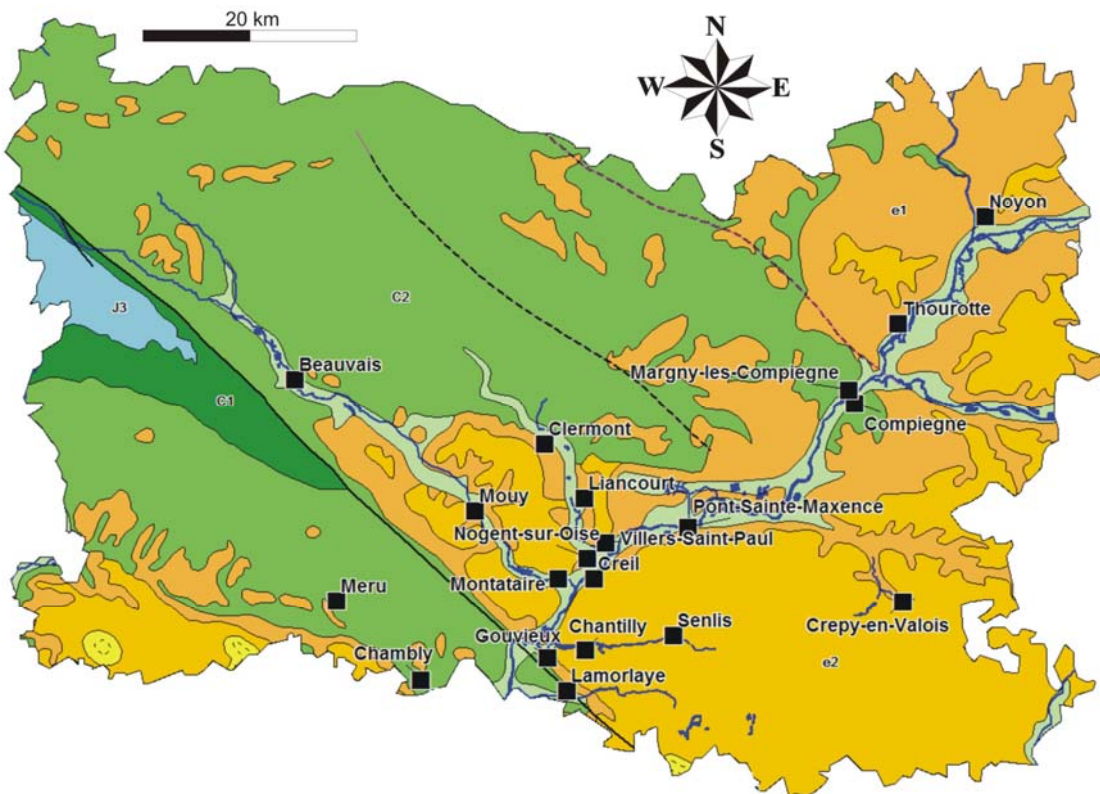 20 km
N
W
E
S
e1
Noyon
J3
C2
Thourotte
Beauvais
Margny-les-Compiegne
C1
Compiegne
Clermont
Liancourt
Mouy
Pont-Sainte-Maxence
Nogent-sur-Oise
Villers-Saint-Paul
Creil
Montataire
Meru
Crepy-en-Valois
Chantilly
Senlis
Gouvieux
Chambly
e2
Lamorlaye